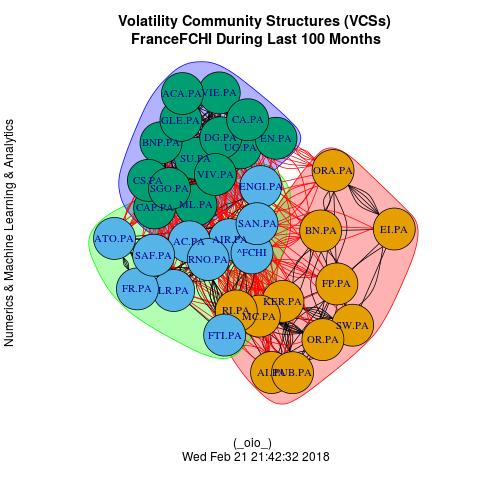 Volatility Community Structures (VCSs)
FranceFCHI During Last 100 Months
Numerics & Machine Learning & Analytics
ACA.PA
VIE.PA
GLE.PA
CA.PA
BNP.PA
DG.PA
EN.PA
SU.PA
UG.PA
ORA.PA
CS.PA
SGO.PA
VIV.PA
ENGI.PA
CAP.PA
ML.PA
ATO.PA
AC.PA
AIR.PA
SAN.PA
BN.PA
EI.PA
SAF.PA
RNO.PA
^FCHI
FR.PA
LR.PA
FP.PA
RI.PA
MC.PA
KER.PA
SW.PA
FTI.PA
OR.PA
PUB.PA
(_oio_)
Wed Feb 21 21:42:32 2018